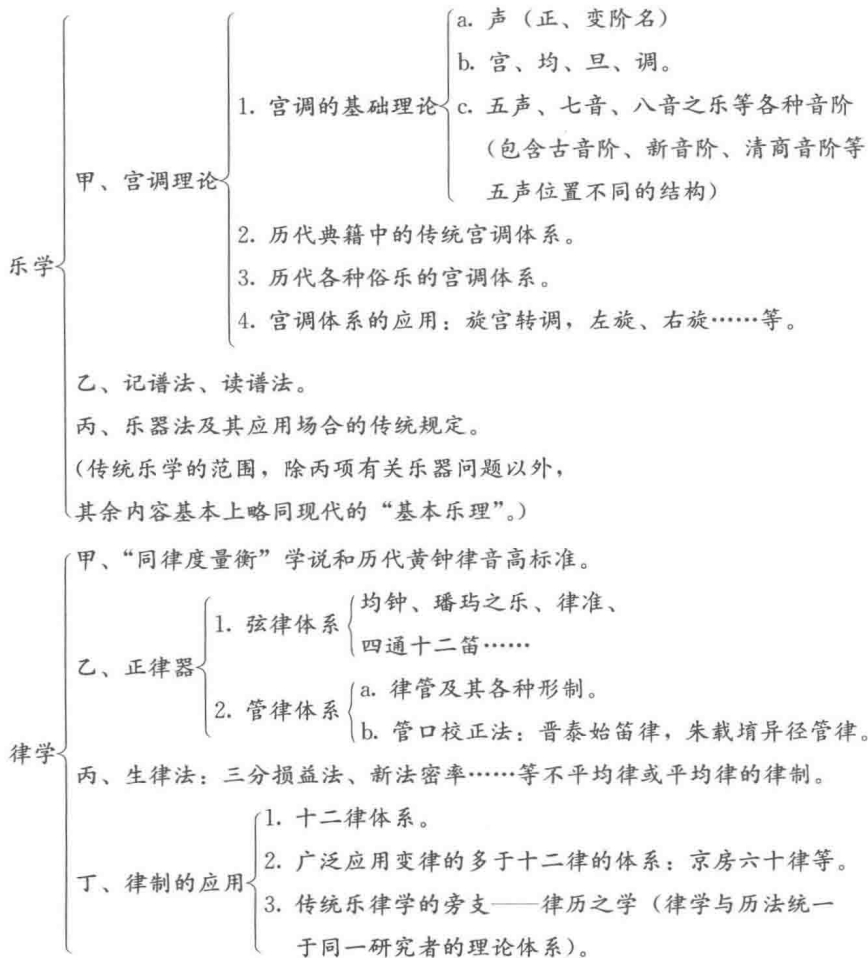 乐学
甲、宫调理论
1. 宫调的基础理论
a. 声（正、变阶名）
b. 宫、均、旦、调。
c. 五声、七音、八音之乐等各种音阶
（包含古音阶、新音阶、清商音阶等
五声位置不同的结构）
2. 历代典籍中的传统宫调体系。
3. 历代各种俗乐的宫调体系。
4. 宫调体系的应用：旋宫转调，左旋、右旋……等。
乙、记谱法、读谱法。
丙、乐器法及其应用场合的传统规定。
（传统乐学的范围，除丙项有关乐器问题以外，
其余内容基本上略同现代的“基本乐理”。）
律学
甲、“同律度量衡”学说和历代黄钟律音高标准。
乙、正律器
1. 弦律体系
均钟、璠玙之乐、律准、
四通十二笛……
2. 管律体系
a. 律管及其各种形制。
b. 管口校正法：晋泰始笛律，朱载堉异径管律。
丙、生律法：三分损益法、新法密率……等不平均律或平均律的律制。
丁、律制的应用
1. 十二律体系。
2. 广泛应用变律的多于十二律的体系：京房六十律等。
3. 传统乐律学的旁支——律历之学（律学与历法统一
于同一研究者的理论体系）。